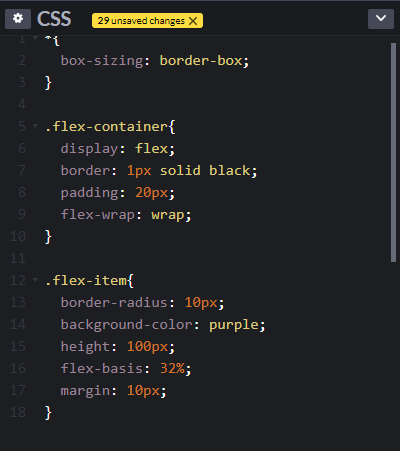 CSS 29 unsaved changes X
1 *{
2 box-sizing: border-box;
3 }
4
5 .flex-container{
6 display: flex;
7 border: 1px solid black;
8 padding: 20px;
9 flex-wrap: wrap;
10 }
11
12 .flex-item{
13 border-radius: 10px;
14 background-color: purple;
15 height: 100px;
16 flex-basis: 32%;
17 margin: 10px;
18 }